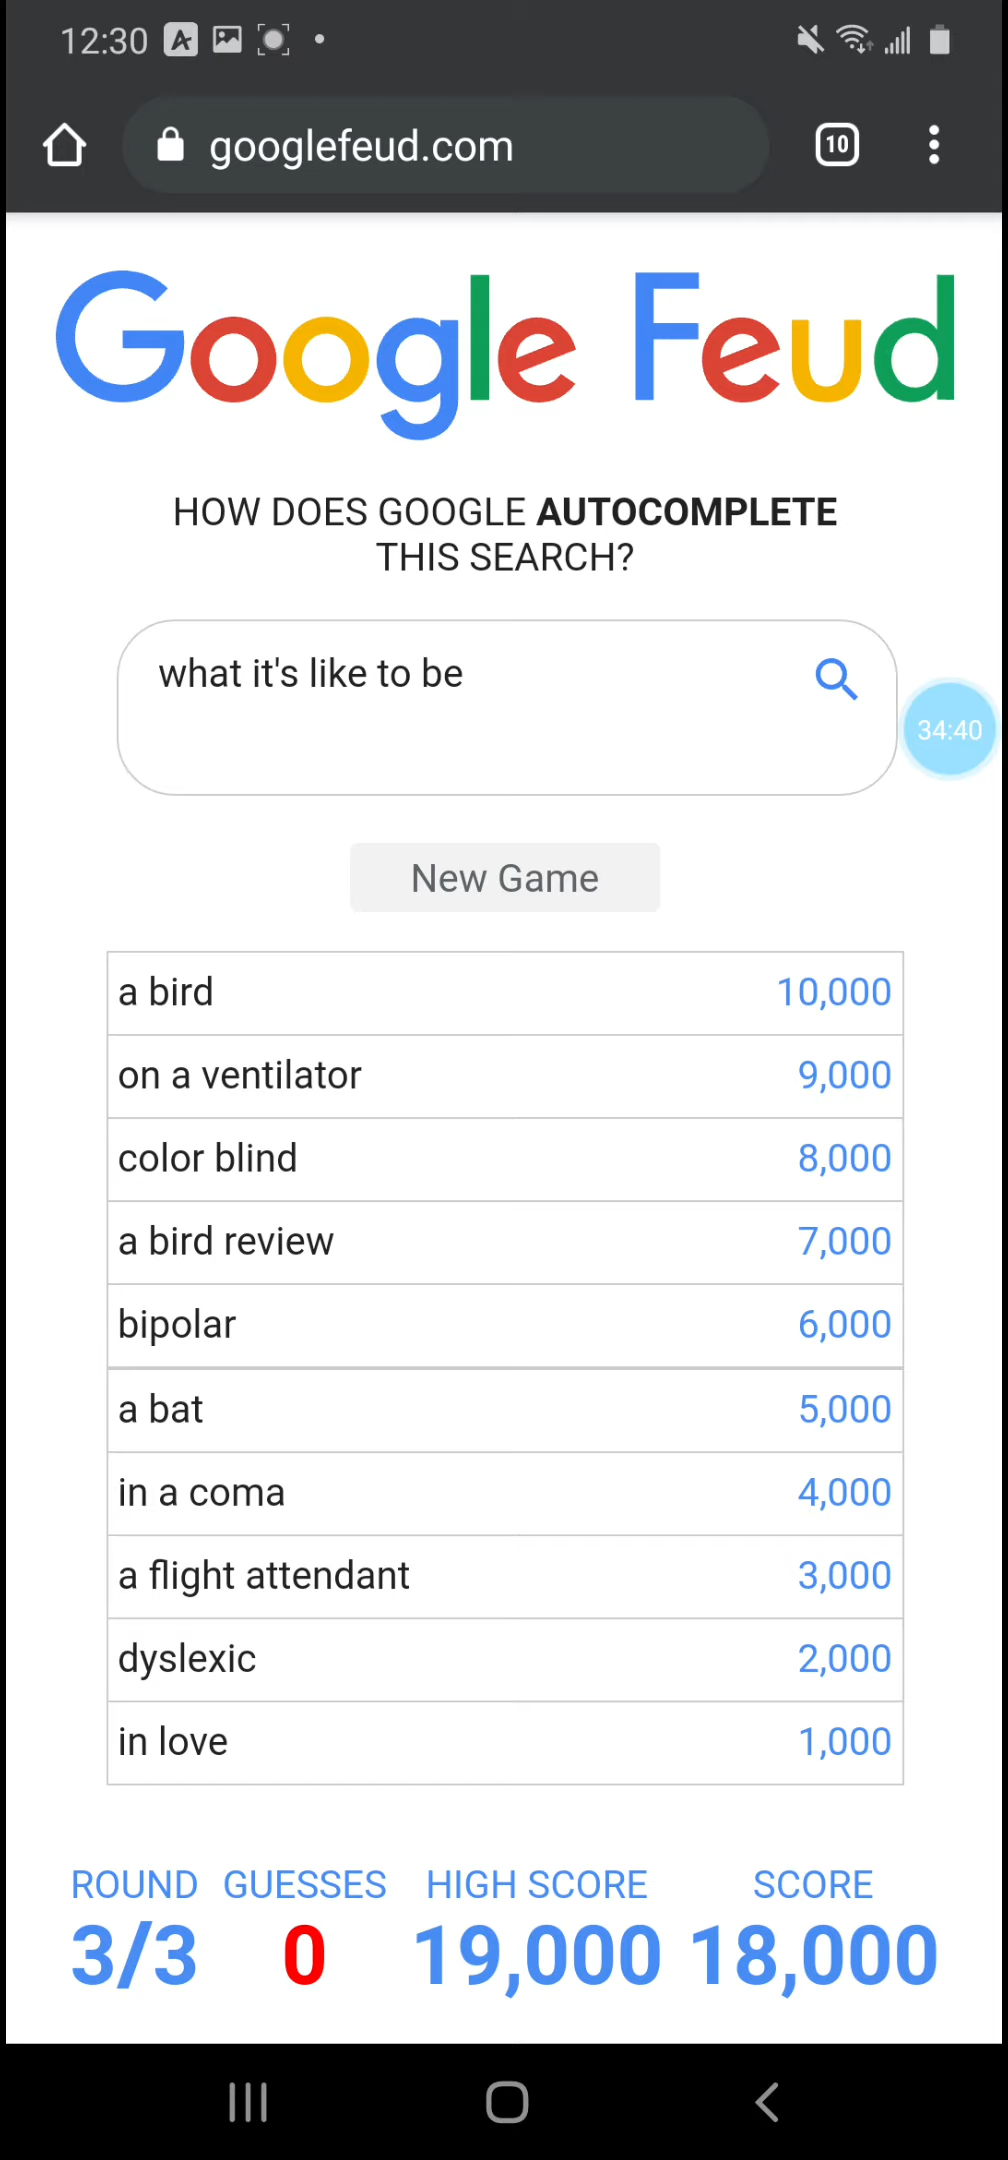 12:30
googlefeud.com
10
Google Feud
HOW DOES GOOGLE AUTOCOMPLETE
THIS SEARCH?
what it's like to be
34:40
New Game
a bird 10,000
on a ventilator 9,000
color blind 8,000
a bird review 7,000
bipolar 6,000
a bat 5,000
in a coma 4,000
a flight attendant 3,000
dyslexic 2,000
in love 1,000
ROUND GUESSES HIGH SCORE SCORE
3/3 0 19,000 18,000